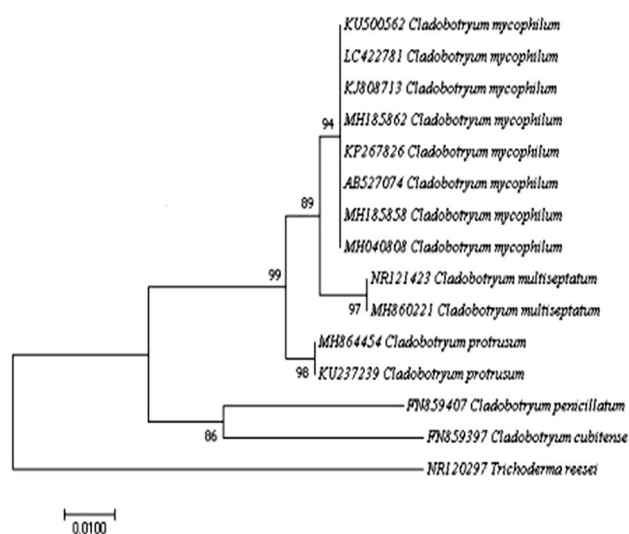 KU500562 Cladobotryum mycophilum
LC422781 Cladobotryum mycophilum
KJ808713 Cladobotryum mycophilum
94
MH185862 Cladobotryum mycophilum
KP267826 Cladobotryum mycophilum
AB527074 Cladobotryum mycophilum
89
MH185858 Cladobotryum mycophilum
MH040808 Cladobotryum mycophilum
99
NR121423 Cladobotryum multiseptatum
97
MH860221 Cladobotryum multiseptatum
MH864454 Cladobotryum protrusum
98
KU237239 Cladobotryum protrusum
FN859407 Cladobotryum penicillatum
86
FN859397 Cladobotryum cubitense
NR120297 Trichoderma reesei
0.0100